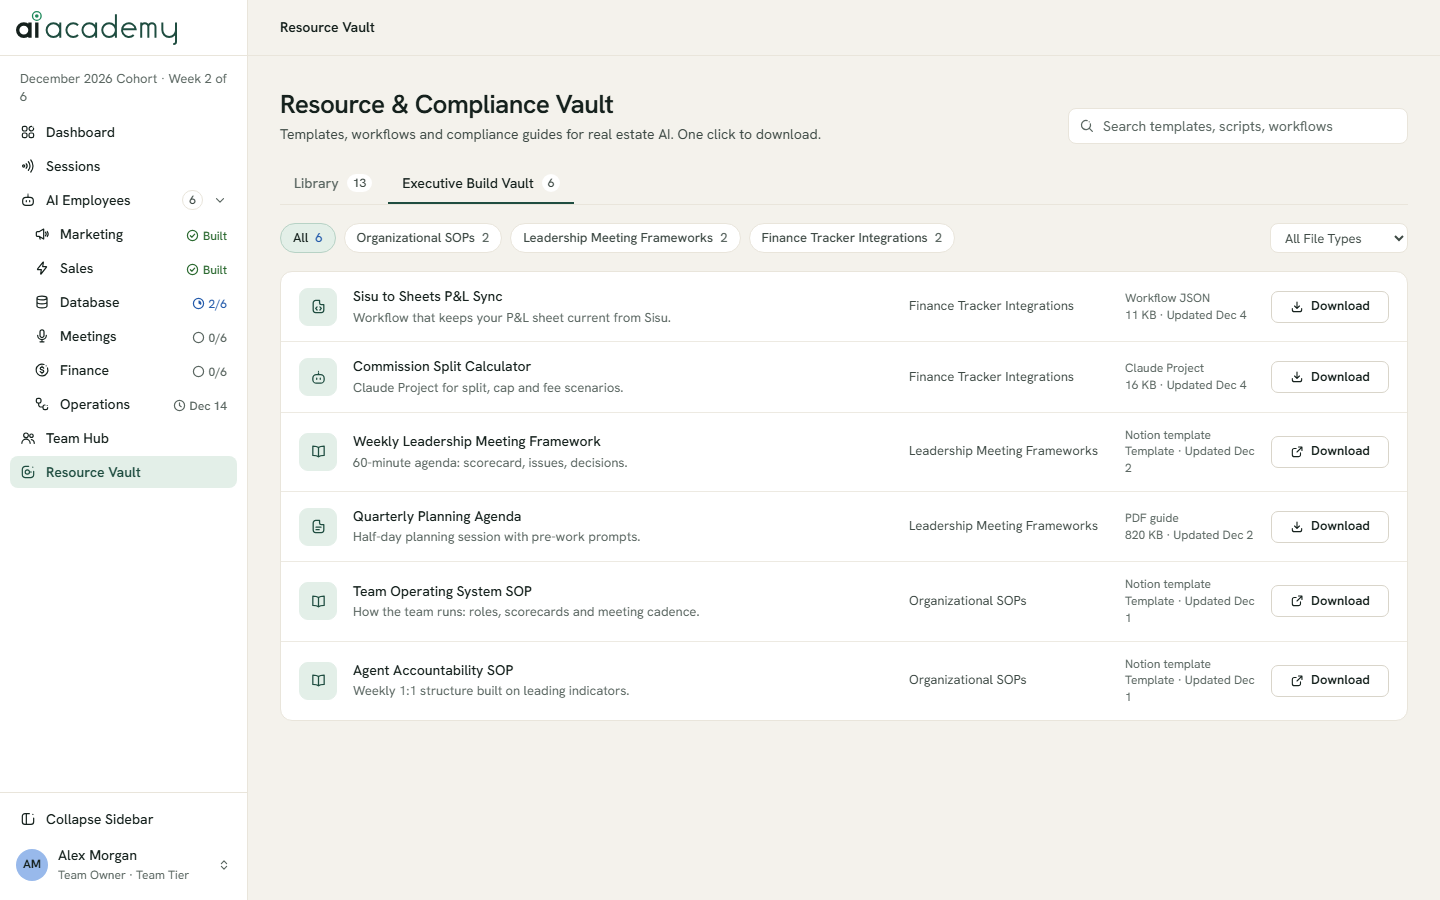 ai academy
December 2026 Cohort · Week 2 of
6
Dashboard
Sessions
AI Employees 6
Marketing Built
Sales Built
Database 2/6
Meetings 0/6
Finance 0/6
Operations Dec 14
Team Hub
Resource Vault
Collapse Sidebar
AM
Alex Morgan
Team Owner · Team Tier
Resource Vault
Resource & Compliance Vault
Templates, workflows and compliance guides for real estate AI. One click to download.
Search templates, scripts, workflows
Library 13 Executive Build Vault 6
All 6 Organizational SOPs 2 Leadership Meeting Frameworks 2 Finance Tracker Integrations 2 All File Types
Sisu to Sheets P&L Sync
Workflow that keeps your P&L sheet current from Sisu.
Finance Tracker Integrations
Workflow JSON
11 KB · Updated Dec 4
Download
Commission Split Calculator
Claude Project for split, cap and fee scenarios.
Finance Tracker Integrations
Claude Project
16 KB · Updated Dec 4
Download
Weekly Leadership Meeting Framework
60-minute agenda: scorecard, issues, decisions.
Leadership Meeting Frameworks
Notion template
Template · Updated Dec
2
Download
Quarterly Planning Agenda
Half-day planning session with pre-work prompts.
Leadership Meeting Frameworks
PDF guide
820 KB · Updated Dec 2
Download
Team Operating System SOP
How the team runs: roles, scorecards and meeting cadence.
Organizational SOPs
Notion template
Template · Updated Dec
1
Download
Agent Accountability SOP
Weekly 1:1 structure built on leading indicators.
Organizational SOPs
Notion template
Template · Updated Dec
1
Download